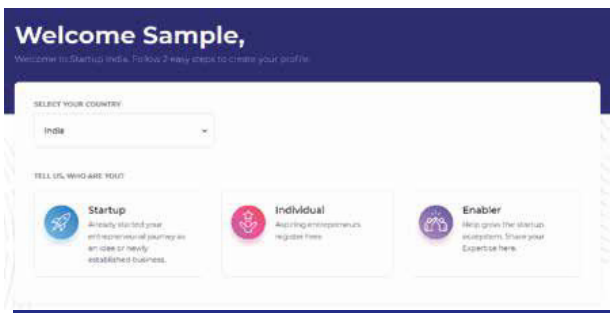 Welcome Sample,
Welcome to Startup India. Follow 2 easy steps to create your profile.
SELECT YOUR COUNTRY
India
TELL US, WHO ARE YOU?
Startup
Already started your
entrepreneurial journey as
an idea or newly
established business.
Individual
Aspiring entrepreneurs
register here.
Enabler
Help grow the startup
ecosystem. Share your
Expertise here.